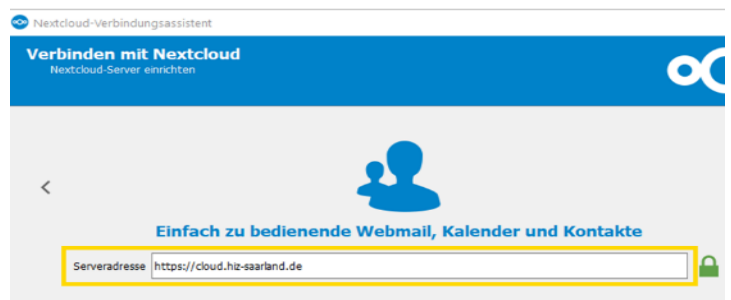 Nextcloud-Verbindungsassistent
Verbinden mit Nextcloud
Nextcloud-Server einrichten
Einfach zu bedienende Webmail, Kalender und Kontakte
Serveradresse https://cloud.hiz-saarland.de